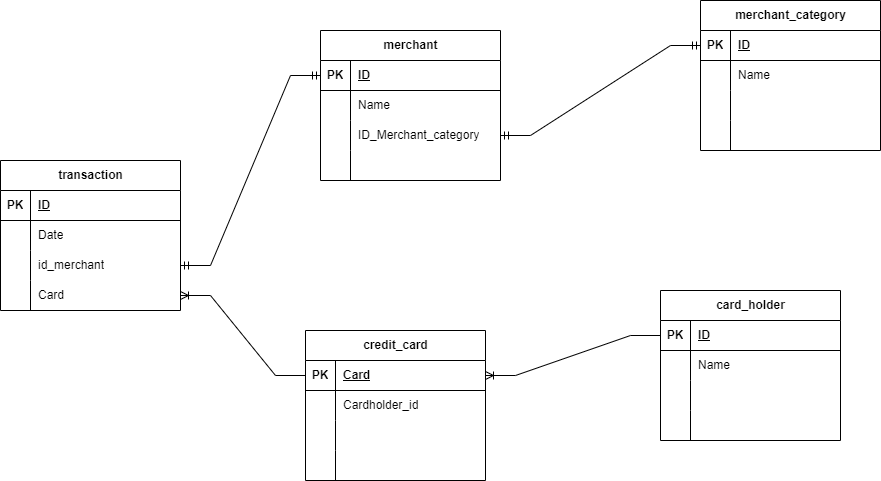 merchant_category
PK ID
Name
merchant
PK ID
Name
ID_Merchant_category
transaction
PK ID
Date
id_merchant
Card
card_holder
PK ID
Name
credit_card
PK Card
Cardholder_id